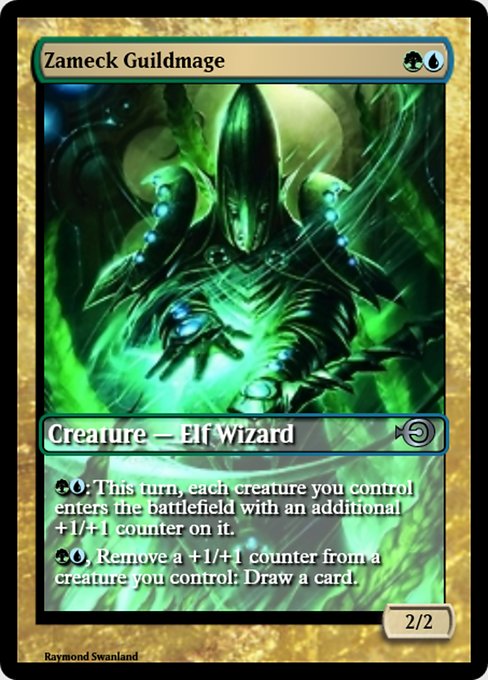 Zameck Guildmage
Creature — Elf Wizard
: This turn, each creature you control
enters the battlefield with an additional
+1/+1 counter on it.
, Remove a +1/+1 counter from a
creature you control: Draw a card.
2/2
Raymond Swanland